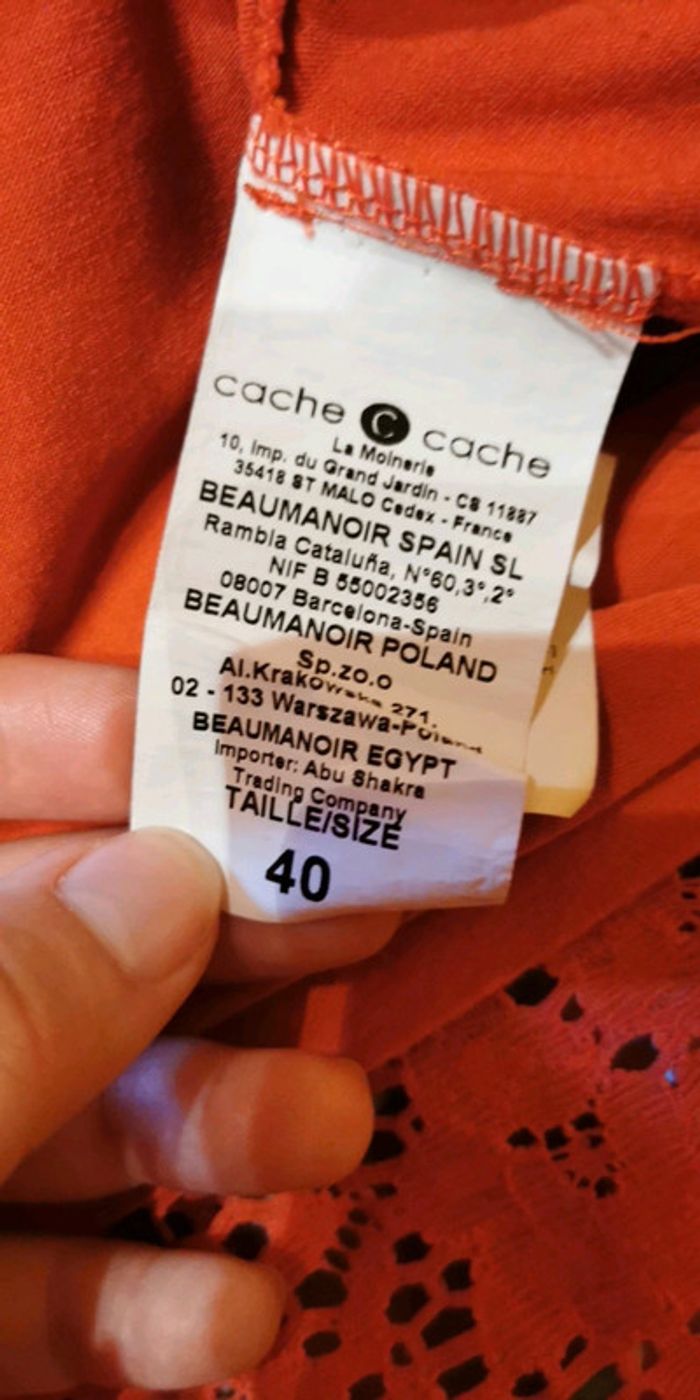 cache C cache
La Moinerie
10, Imp. du Grand Jardin - CS 11887
35418 ST MALO Cedex - France
BEAUMANOIR SPAIN SL
Rambla Cataluña, N°60,3°,2°
NIF B 55002356
08007 Barcelona-Spain
BEAUMANOIR POLAND
Sp.zo.o
Al.Krakowska 271.
02 - 133 Warszawa-Poland
BEAUMANOIR EGYPT
Importer: Abu Shakra
Trading Company
TAILLE/SIZE
40